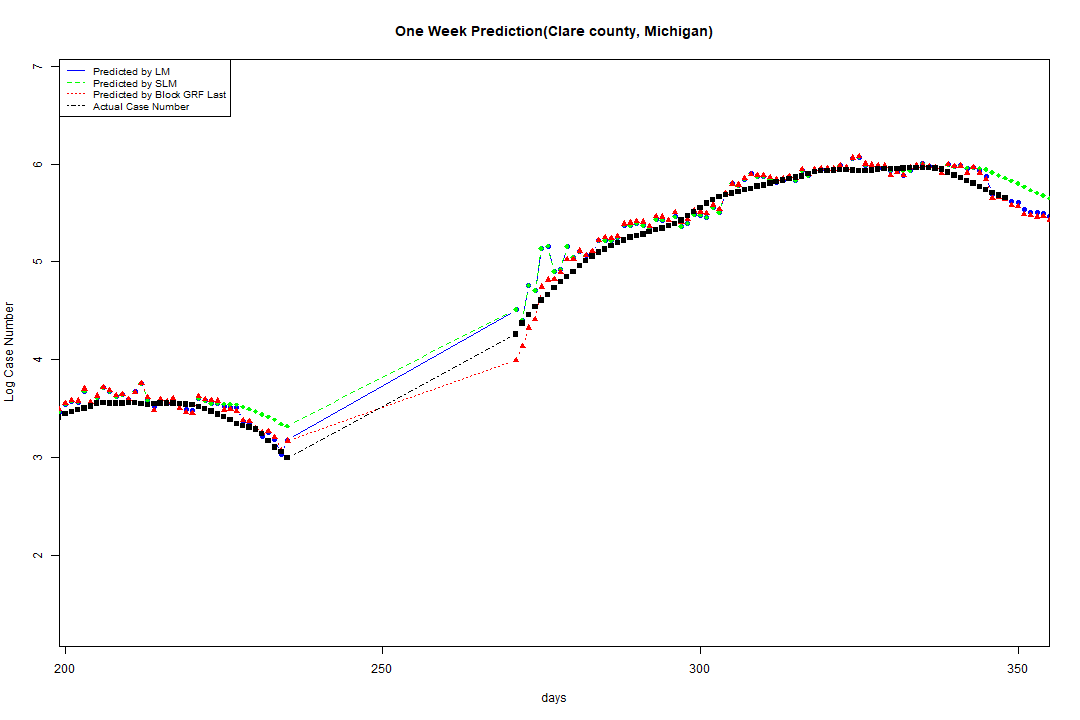 One Week Prediction(Clare county, Michigan)
Predicted by LM
Predicted by SLM
Predicted by Block GRF Last
Actual Case Number
7
6
5
4
3
2
Log Case Number
200 250 300 350
days